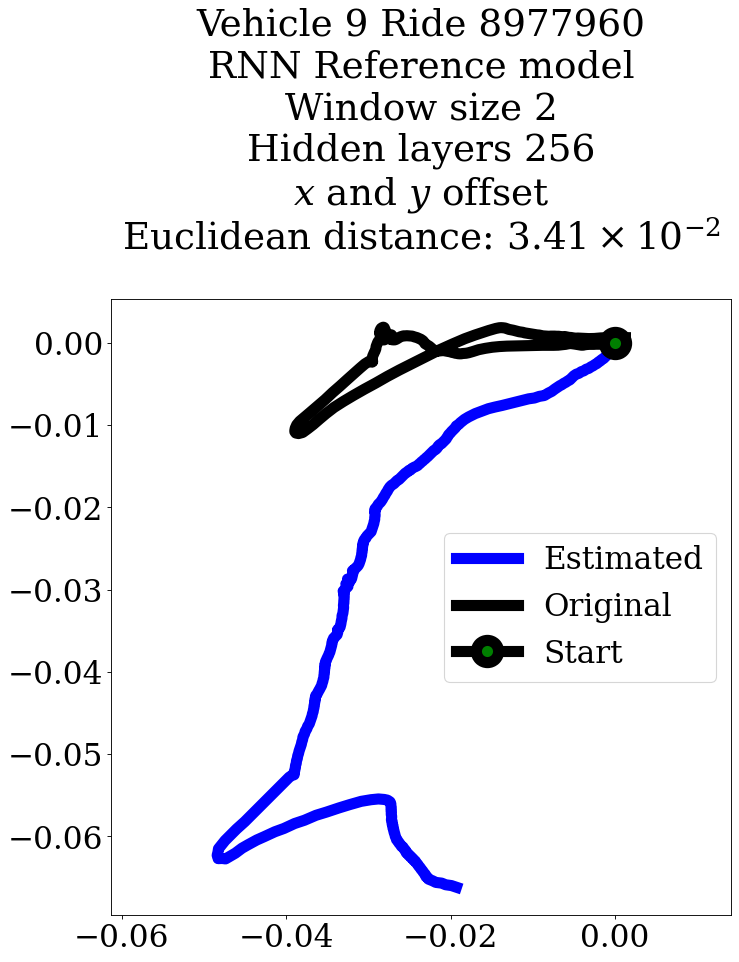 Vehicle 9 Ride 8977960
RNN Reference model
Window size 2
Hidden layers 256
x and y offset
Euclidean distance: 3.41 × 10⁻²
0.00
−0.01
−0.02
−0.03
−0.04
−0.05
−0.06
Estimated
Original
Start
−0.06 −0.04 −0.02 0.00